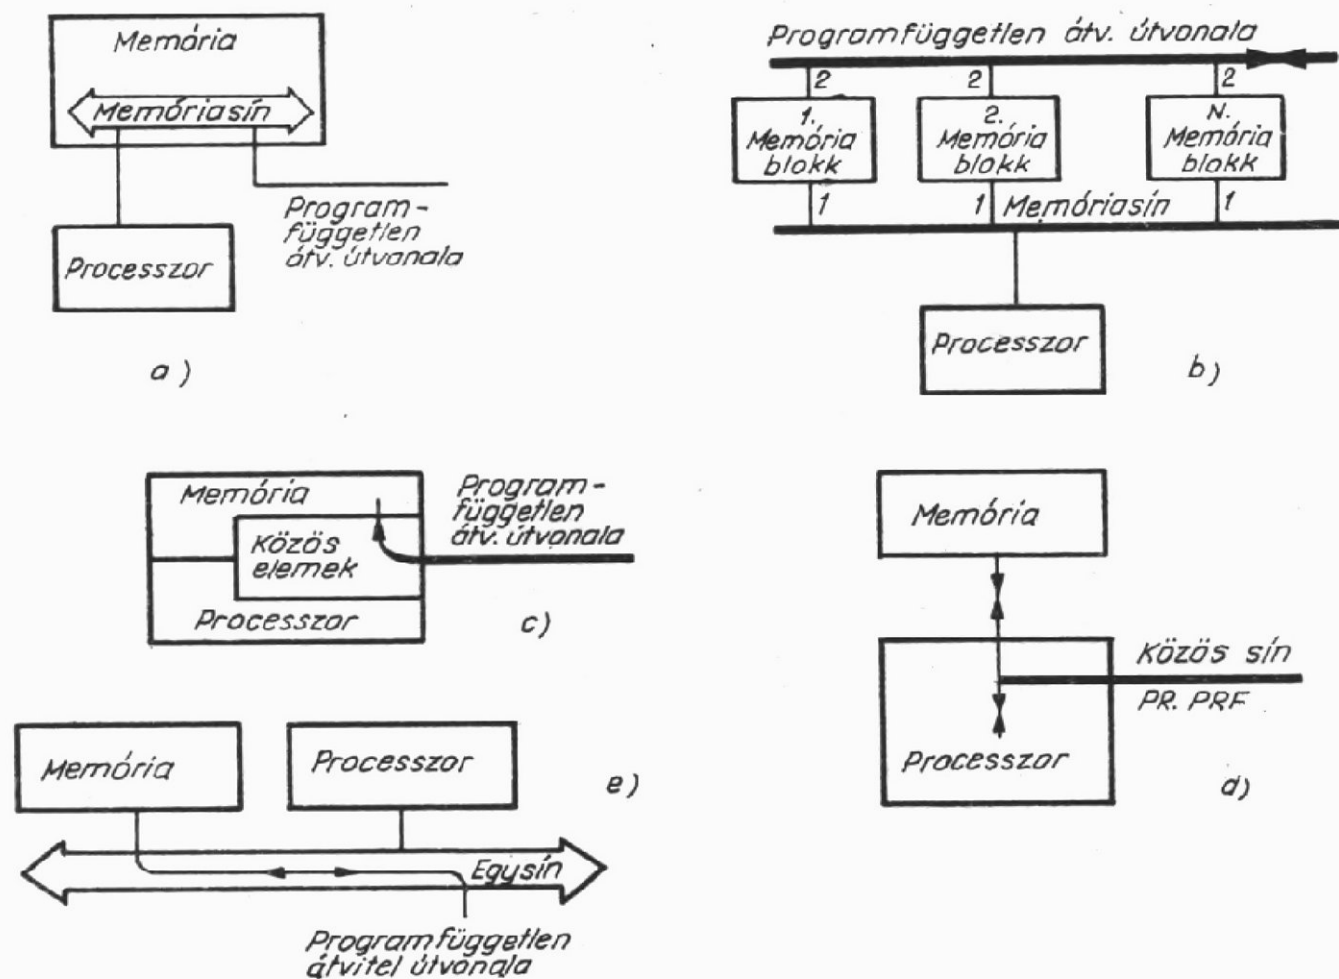 Memória
Memóriasín
Program-
független
átv. útvonala
Processzor
a)
Programfüggetlen átv. útvonala
2 2 2
1. 2. N.
Memória Memória Memória
blokk blokk blokk
1 1 Memóriasín 1
Processzor
b)
Memória
Közös
elemek
Processzor
Program-
független
átv. útvonala
c)
Memória
Közös sín
PR. PRF
Processzor
d)
Memória
Processzor
e)
Egysín
Programfüggetlen
átvitel útvonala